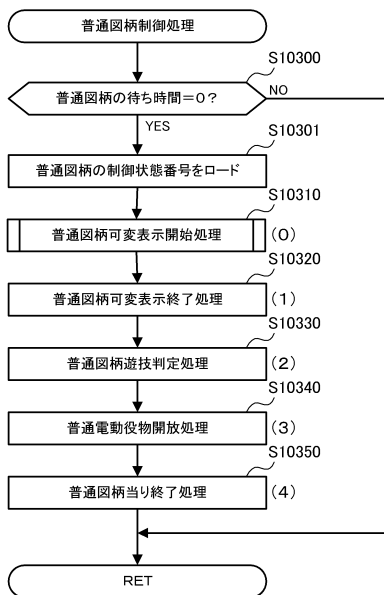 普通図柄制御処理
S10300
普通図柄の待ち時間＝0？
NO
YES
S10301
普通図柄の制御状態番号をロード
S10310
普通図柄可変表示開始処理
(0)
S10320
普通図柄可変表示終了処理
(1)
S10330
普通図柄遊技判定処理
(2)
S10340
普通電動役物開放処理
(3)
S10350
普通図柄当り終了処理
(4)
RET